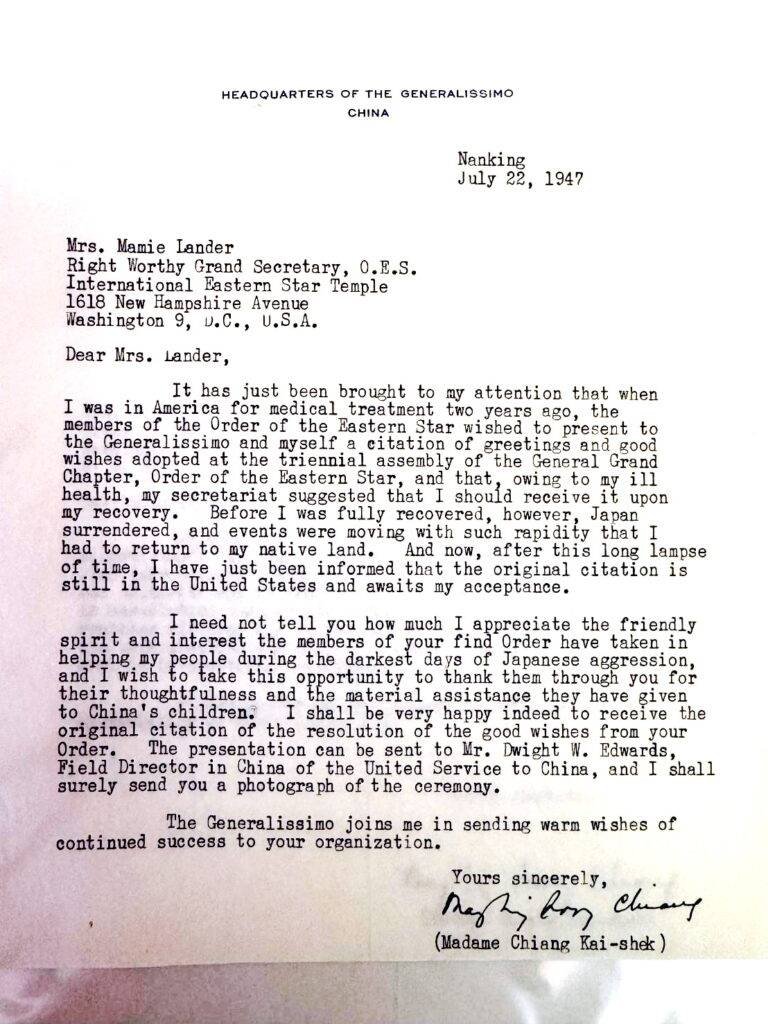 HEADQUARTERS OF THE GENERALISSIMO
CHINA
Nanking
July 22, 1947
Mrs. Mamie Lander
Right Worthy Grand Secretary, O.E.S.
International Eastern Star Temple
1618 New Hampshire Avenue
Washington 9, D.C., U.S.A.
Dear Mrs. Lander,
It has just been brought to my attention that when
I was in America for medical treatment two years ago, the
members of the Order of the Eastern Star wished to present to
the Generalissimo and myself a citation of greetings and good
wishes adopted at the triennial assembly of the General Grand
Chapter, Order of the Eastern Star, and that, owing to my ill
health, my secretariat suggested that I should receive it upon
my recovery. Before I was fully recovered, however, Japan
surrendered, and events were moving with such rapidity that I
had to return to my native land. And now, after this long lampse
of time, I have just been informed that the original citation is
still in the United States and awaits my acceptance.
I need not tell you how much I appreciate the friendly
spirit and interest the members of your find Order have taken in
helping my people during the darkest days of Japanese aggression,
and I wish to take this opportunity to thank them through you for
their thoughtfulness and the material assistance they have given
to China's children. I shall be very happy indeed to receive the
original citation of the resolution of the good wishes from your
Order. The presentation can be sent to Mr. Dwight W. Edwards,
Field Director in China of the United Service to China, and I shall
surely send you a photograph of the ceremony.
The Generalissimo joins me in sending warm wishes of
continued success to your organization.
Yours sincerely,
Mayling Soong Chiang
(Madame Chiang Kai-shek)